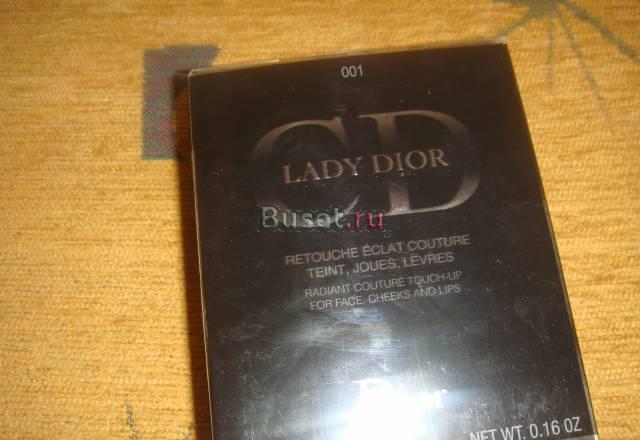 001
CD
LADY DIOR
Buset.ru
RETOUCHE ÉCLAT COUTURE
TEINT, JOUES, LÈVRES
RADIANT COUTURE TOUCH-UP
FOR FACE, CHEEKS AND LIPS
Dior
NET WT. 0.16 OZ